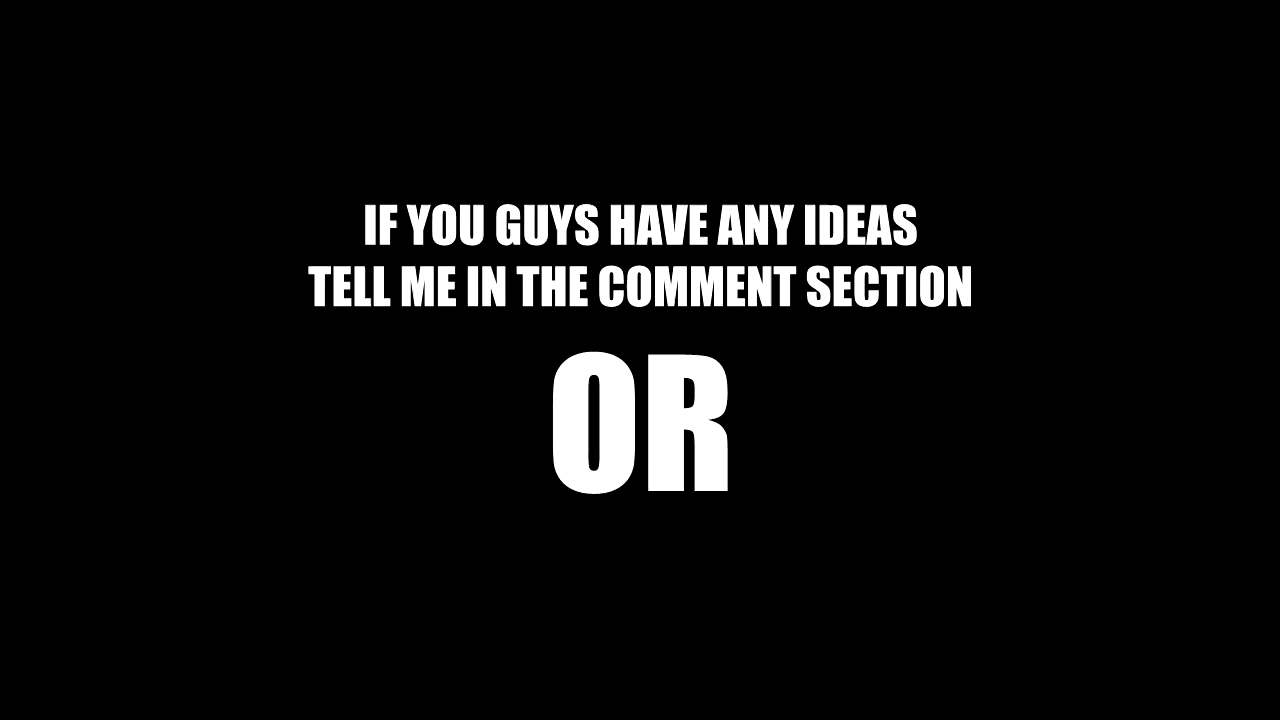 IF YOU GUYS HAVE ANY IDEAS
TELL ME IN THE COMMENT SECTION
OR